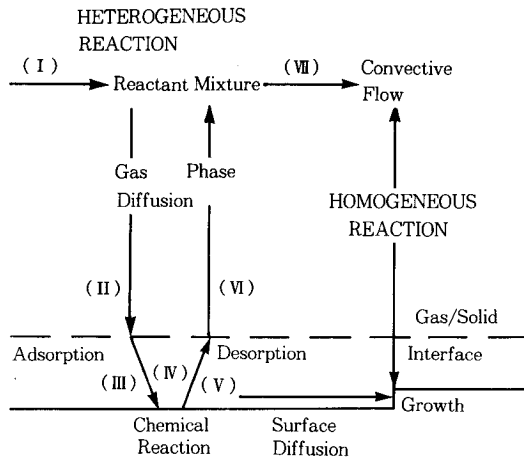 HETEROGENEOUS
REACTION
(Ⅰ)
Reactant Mixture
(Ⅶ)
Convective
Flow
Gas Phase
Diffusion
HOMOGENEOUS
REACTION
(Ⅱ)
(Ⅵ)
Gas/Solid
Adsorption
Desorption
Interface
(Ⅲ)
(Ⅳ)
(Ⅴ)
Growth
Chemical
Reaction
Surface
Diffusion